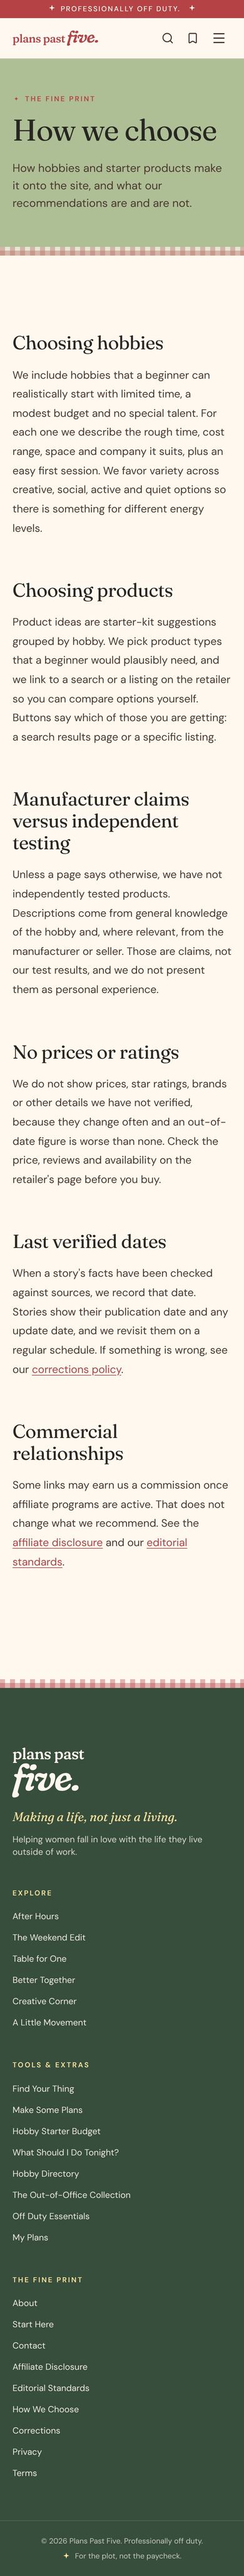 PROFESSIONALLY OFF DUTY.
plans past five.
THE FINE PRINT
How we choose
How hobbies and starter products make
it onto the site, and what our
recommendations are and are not.
Choosing hobbies
We include hobbies that a beginner can
realistically start with limited time, a
modest budget and no special talent. For
each one we describe the rough time, cost
range, space and company it suits, plus an
easy first session. We favor variety across
creative, social, active and quiet options so
there is something for different energy
levels.
Choosing products
Product ideas are starter-kit suggestions
grouped by hobby. We pick product types
that a beginner would plausibly need, and
we link to a search or a listing on the retailer
so you can compare options yourself.
Buttons say which of those you are getting:
a search results page or a specific listing.
Manufacturer claims
versus independent
testing
Unless a page says otherwise, we have not
independently tested products.
Descriptions come from general knowledge
of the hobby and, where relevant, from the
manufacturer or seller. Those are claims, not
our test results, and we do not present
them as personal experience.
No prices or ratings
We do not show prices, star ratings, brands
or other details we have not verified,
because they change often and an out-of-
date figure is worse than none. Check the
price, reviews and availability on the
retailer's page before you buy.
Last verified dates
When a story's facts have been checked
against sources, we record that date.
Stories show their publication date and any
update date, and we revisit them on a
regular schedule. If something is wrong, see
our corrections policy.
Commercial
relationships
Some links may earn us a commission once
affiliate programs are active. That does not
change what we recommend. See the
affiliate disclosure and our editorial
standards.
plans past
five.
Making a life, not just a living.
Helping women fall in love with the life they live
outside of work.
EXPLORE
After Hours
The Weekend Edit
Table for One
Better Together
Creative Corner
A Little Movement
TOOLS & EXTRAS
Find Your Thing
Make Some Plans
Hobby Starter Budget
What Should I Do Tonight?
Hobby Directory
The Out-of-Office Collection
Off Duty Essentials
My Plans
THE FINE PRINT
About
Start Here
Contact
Affiliate Disclosure
Editorial Standards
How We Choose
Corrections
Privacy
Terms
© 2026 Plans Past Five. Professionally off duty.
For the plot, not the paycheck.